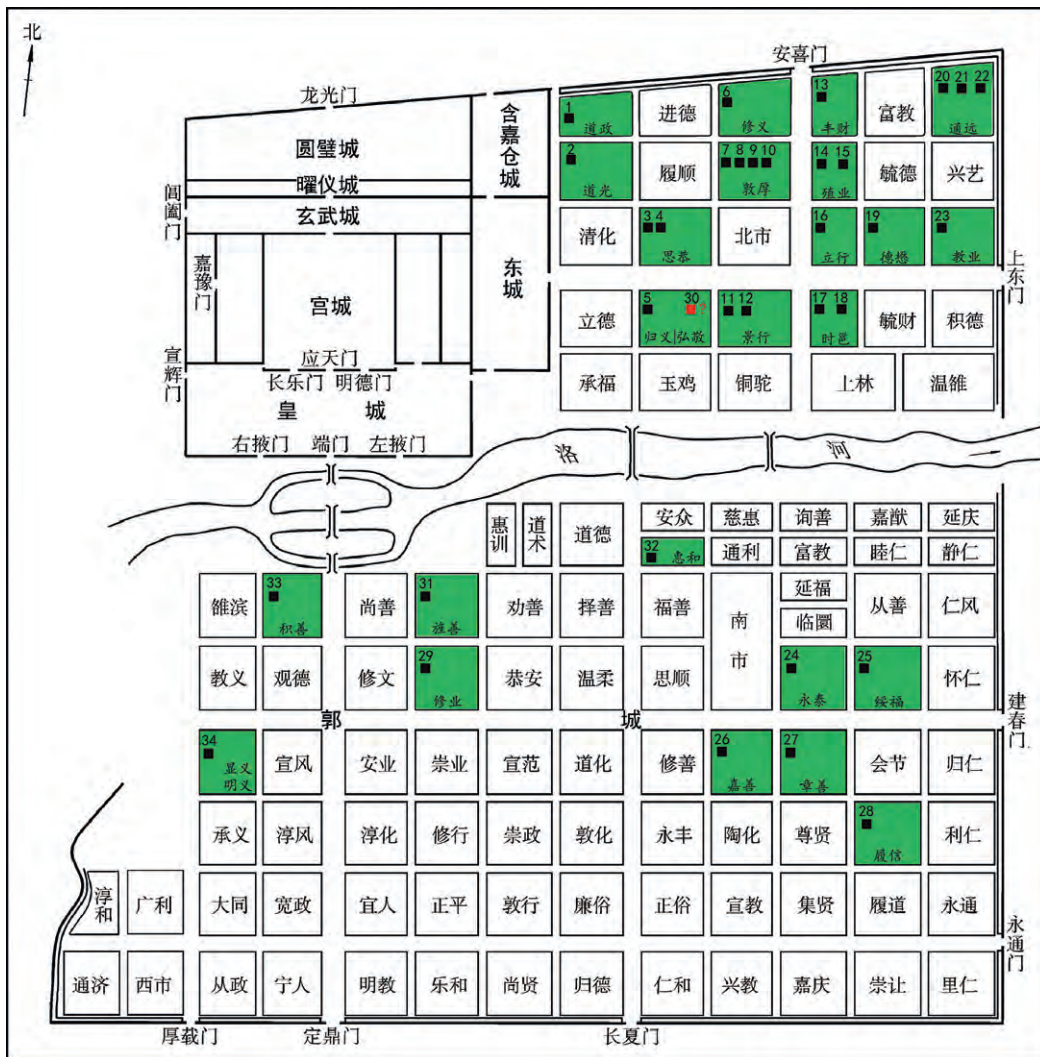 北
安喜门
龙光门
含嘉仓城
圆璧城
曜仪城
玄武城
阊阖门
嘉豫门
宫城
东城
宣辉门
应天门
长乐门 明德门
皇城
右掖门 端门 左掖门
1 道政
进德
6 修义
13 丰财
富教
20 21 22 通远
2 道光
履顺
7 8 9 10 敦厚
14 15 殖业
毓德
兴艺
清化
3 4 思恭
北市
16 立行
19 德懋
23 教业
上东门
立德
5 30 ? 归义|弘敬
11 12 景行
17 18 时邕
毓财
积德
承福
玉鸡
铜驼
上林
温雒
洛河
惠训
道术
道德
安众
慈惠
询善
嘉猷
延庆
32 惠和
通利
富教
睦仁
静仁
雒滨
33 积善
尚善
31 旌善
劝善
择善
福善
南市
延福
临圜
从善
仁风
教义
观德
修文
29 修业
恭安
温柔
思顺
24 永泰
25 绥福
怀仁
建春门
郭城
34 显义
明义
宣风
安业
崇业
宣范
道化
修善
26 嘉善
27 章善
会节
归仁
承义
淳风
淳化
修行
崇政
敦化
永丰
陶化
尊贤
28 履信
利仁
淳和
广利
大同
宽政
宜人
正平
敦行
廉俗
正俗
宣教
集贤
履道
永通
永通门
通济
西市
从政
宁人
明教
乐和
尚贤
归德
仁和
兴教
嘉庆
崇让
里仁
厚载门
定鼎门
长夏门